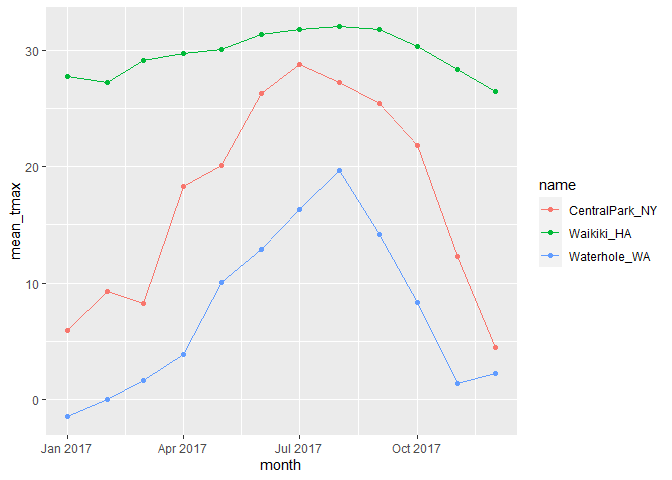 30
20
10
0
mean_tmax
Jan 2017
Apr 2017
Jul 2017
Oct 2017
month
name
CentralPark_NY
Waikiki_HA
Waterhole_WA